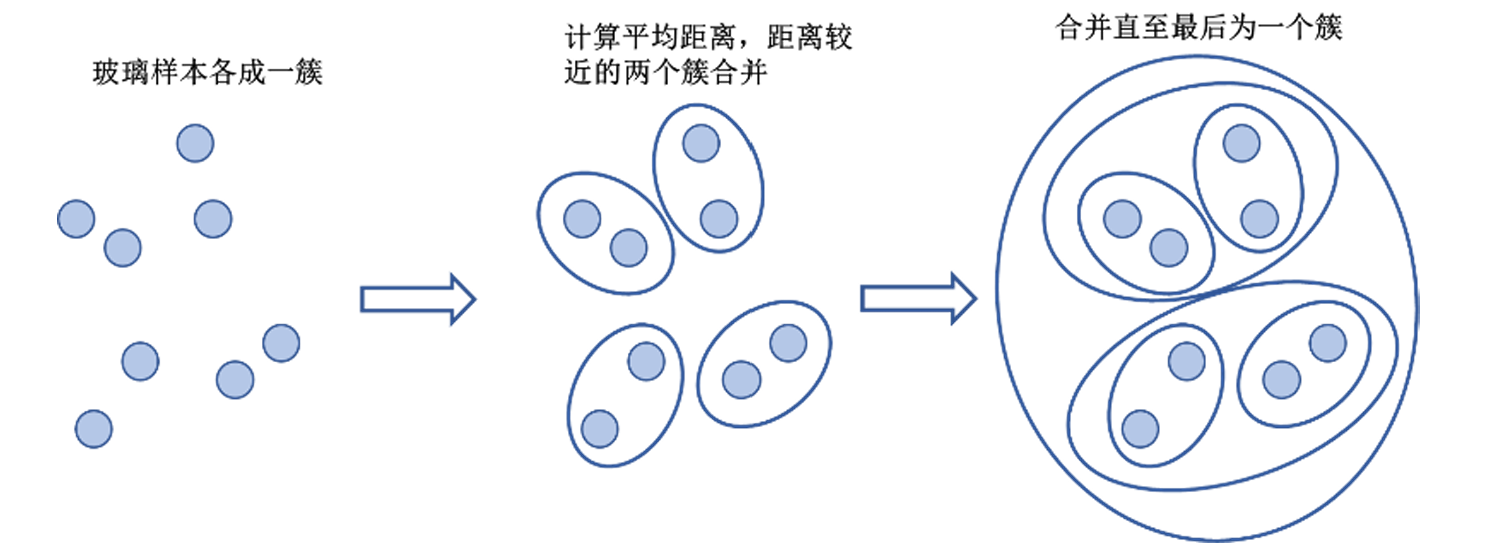 玻璃样本各成一簇
计算平均距离，距离较
近的两个簇合并
合并直至最后为一个簇